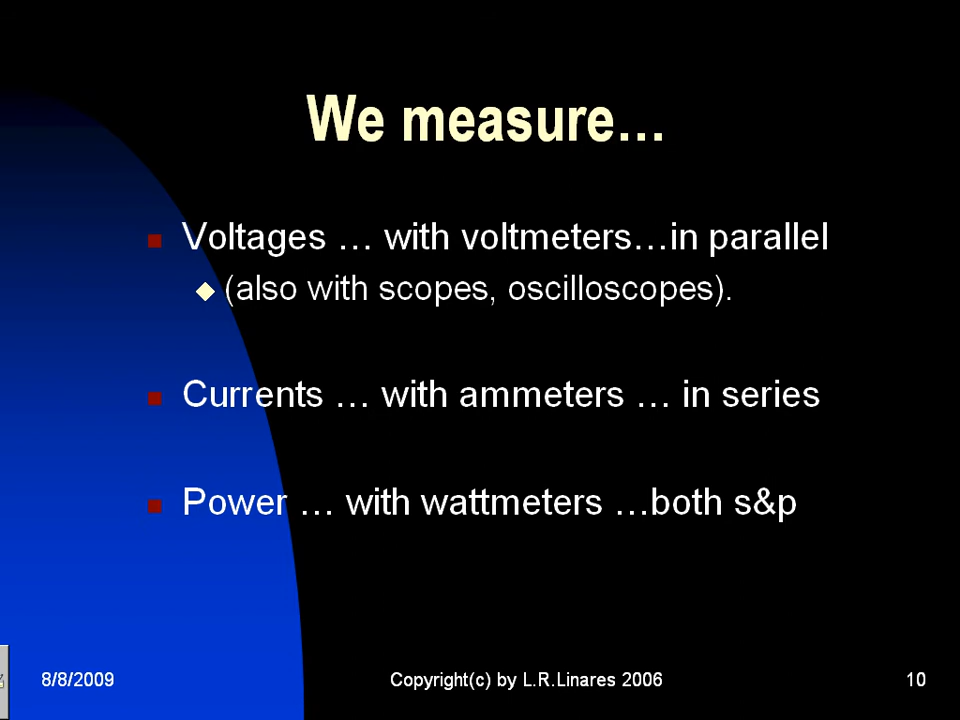 We measure…
Voltages … with voltmeters…in parallel
(also with scopes, oscilloscopes).
Currents … with ammeters … in series
Power … with wattmeters …both s&p
8/8/2009 Copyright(c) by L.R.Linares 2006 10